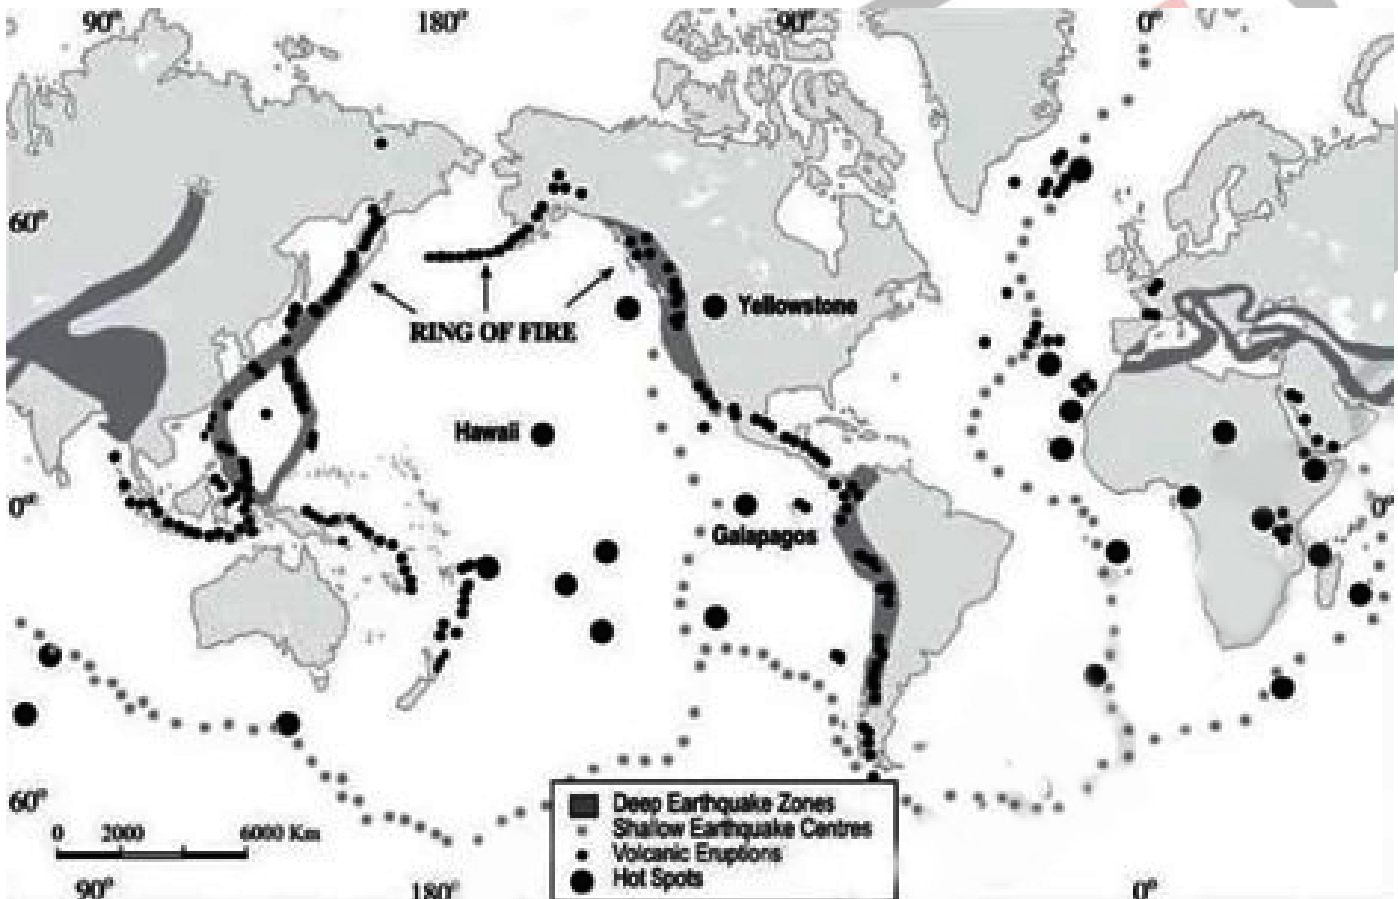 90°
180°
90°
0°
60°
Yellowstone
RING OF FIRE
Hawaii
0°
0°
Galapagos
60°
Deep Earthquake Zones
Shallow Earthquake Centres
0 2000 6000 Km
Volcanic Eruptions
Hot Spots
90°
180°
0°